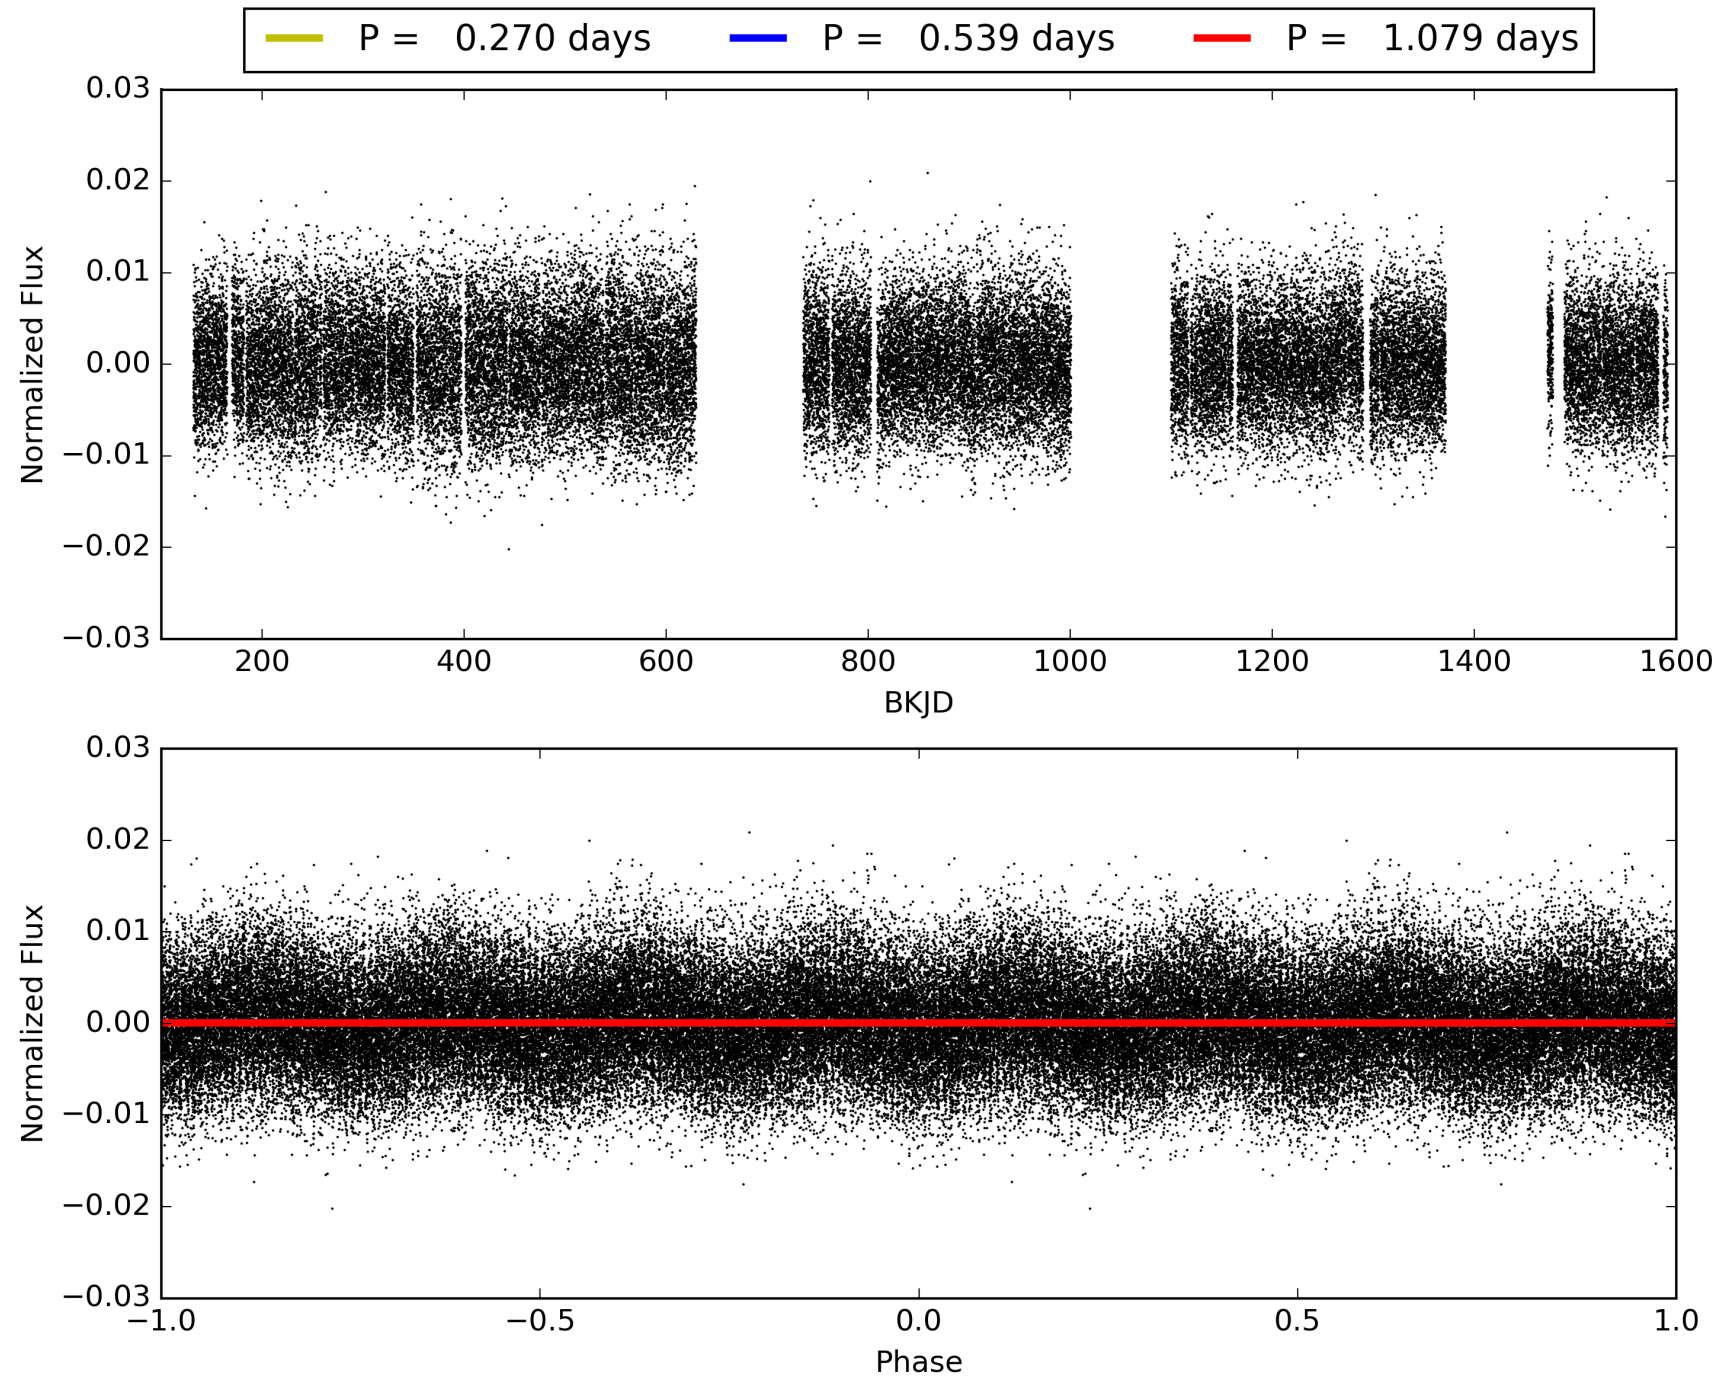 P = 0.270 days P = 0.539 days P = 1.079 days
0.03
0.02
0.01
0.00
−0.01
−0.02
−0.03
Normalized Flux
200 400 600 800 1000 1200 1400 1600
BKJD
0.03
0.02
0.01
0.00
−0.01
−0.02
−0.03
Normalized Flux
−1.0 −0.5 0.0 0.5 1.0
Phase